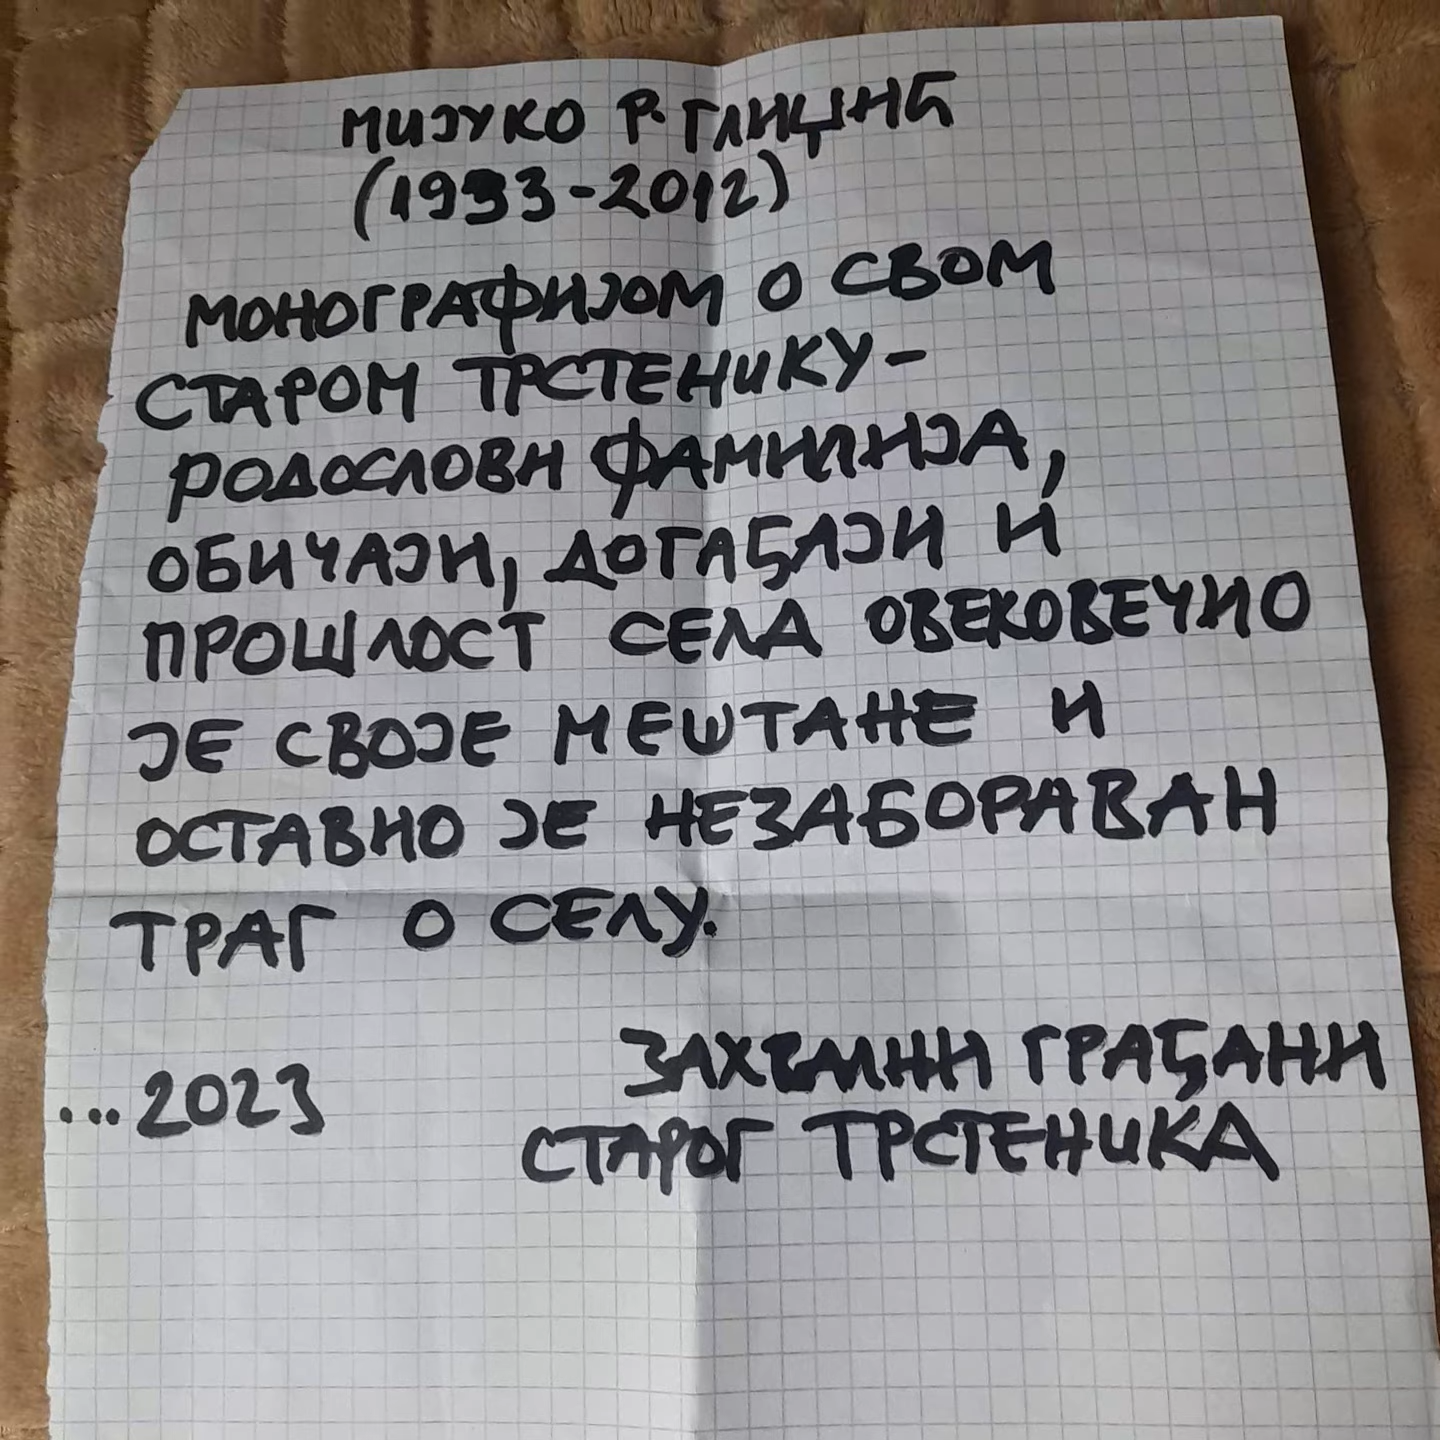 МИЈУКО Р. ГЛИЏИЋ
(1933-2012)
МОНОГРАФИЈОМ О СВОМ
СТАРОМ ТРСТЕНИКУ-
РОДОСЛОВИ ФАМИЛИЈА,
ОБИЧАЈИ, ДОГАЂАЈИ И
ПРОШЛОСТ СЕЛА ОВЕКОВЕЧИО
ЈЕ СВОЈЕ МЕШТАНЕ И
ОСТАВИО ЈЕ НЕЗАБОРАВАН
ТРАГ О СЕЛУ.
ЗАХВАЛНИ ГРАЂАНИ
...2023
СТАРОГ ТРСТЕНИКА